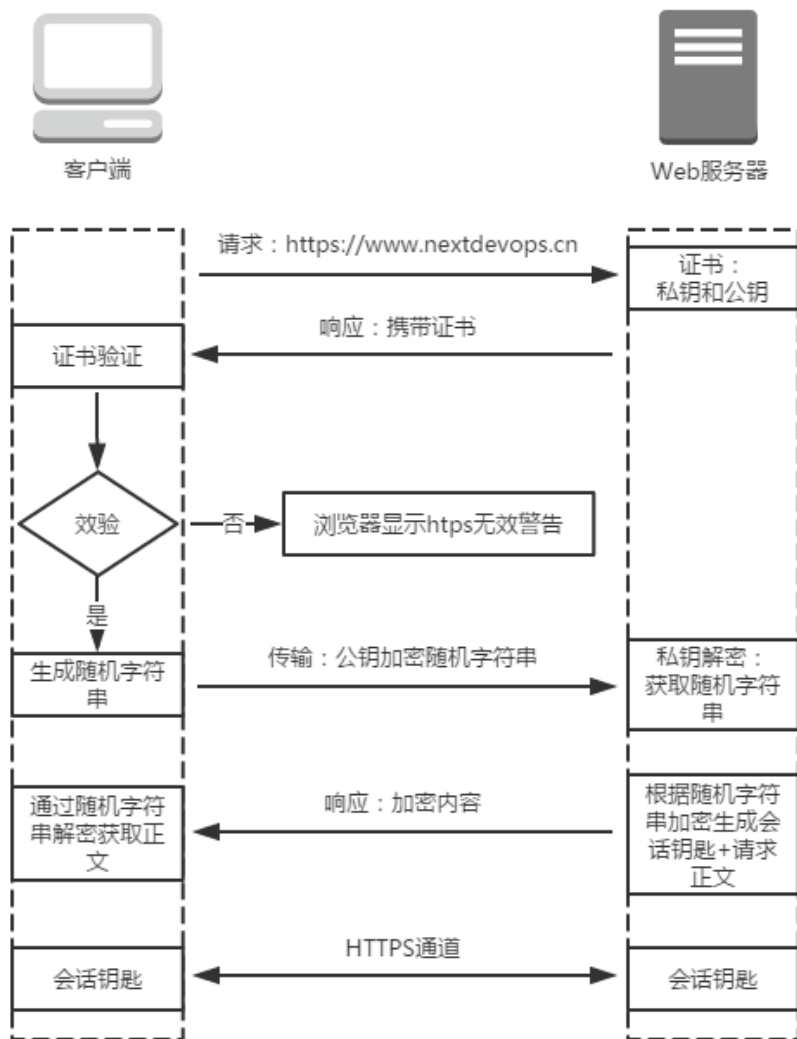 客户端
Web服务器
请求：https://www.nextdevops.cn
证书：
私钥和公钥
响应：携带证书
证书验证
效验
否
浏览器显示htps无效警告
是
生成随机字符
串
传输：公钥加密随机字符串
私钥解密：
获取随机字符
串
通过随机字符
串解密获取正
文
响应：加密内容
根据随机字符
串加密生成会
话钥匙+请求
正文
HTTPS通道
会话钥匙
会话钥匙